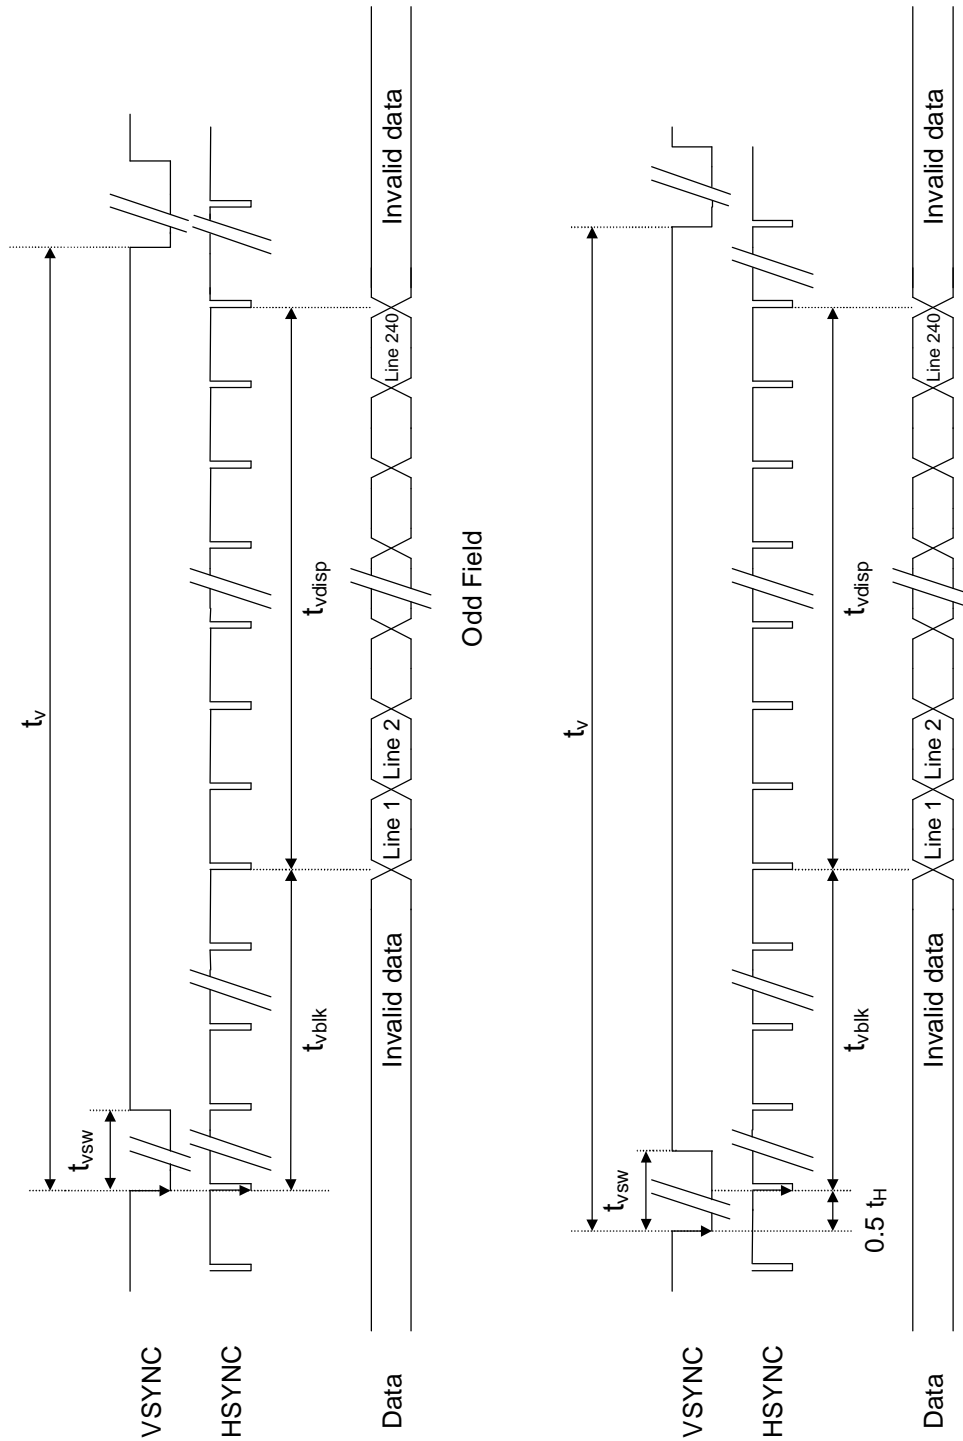 t_v
t_vsw
VSYNC
HSYNC
t_vblk
t_vdisp
Data
Invalid data
Line 1
Line 2
Line 240
Invalid data
Odd Field
t_v
t_vsw
VSYNC
HSYNC
0.5 t_H
t_vblk
t_vdisp
Data
Invalid data
Line 1
Line 2
Line 240
Invalid data